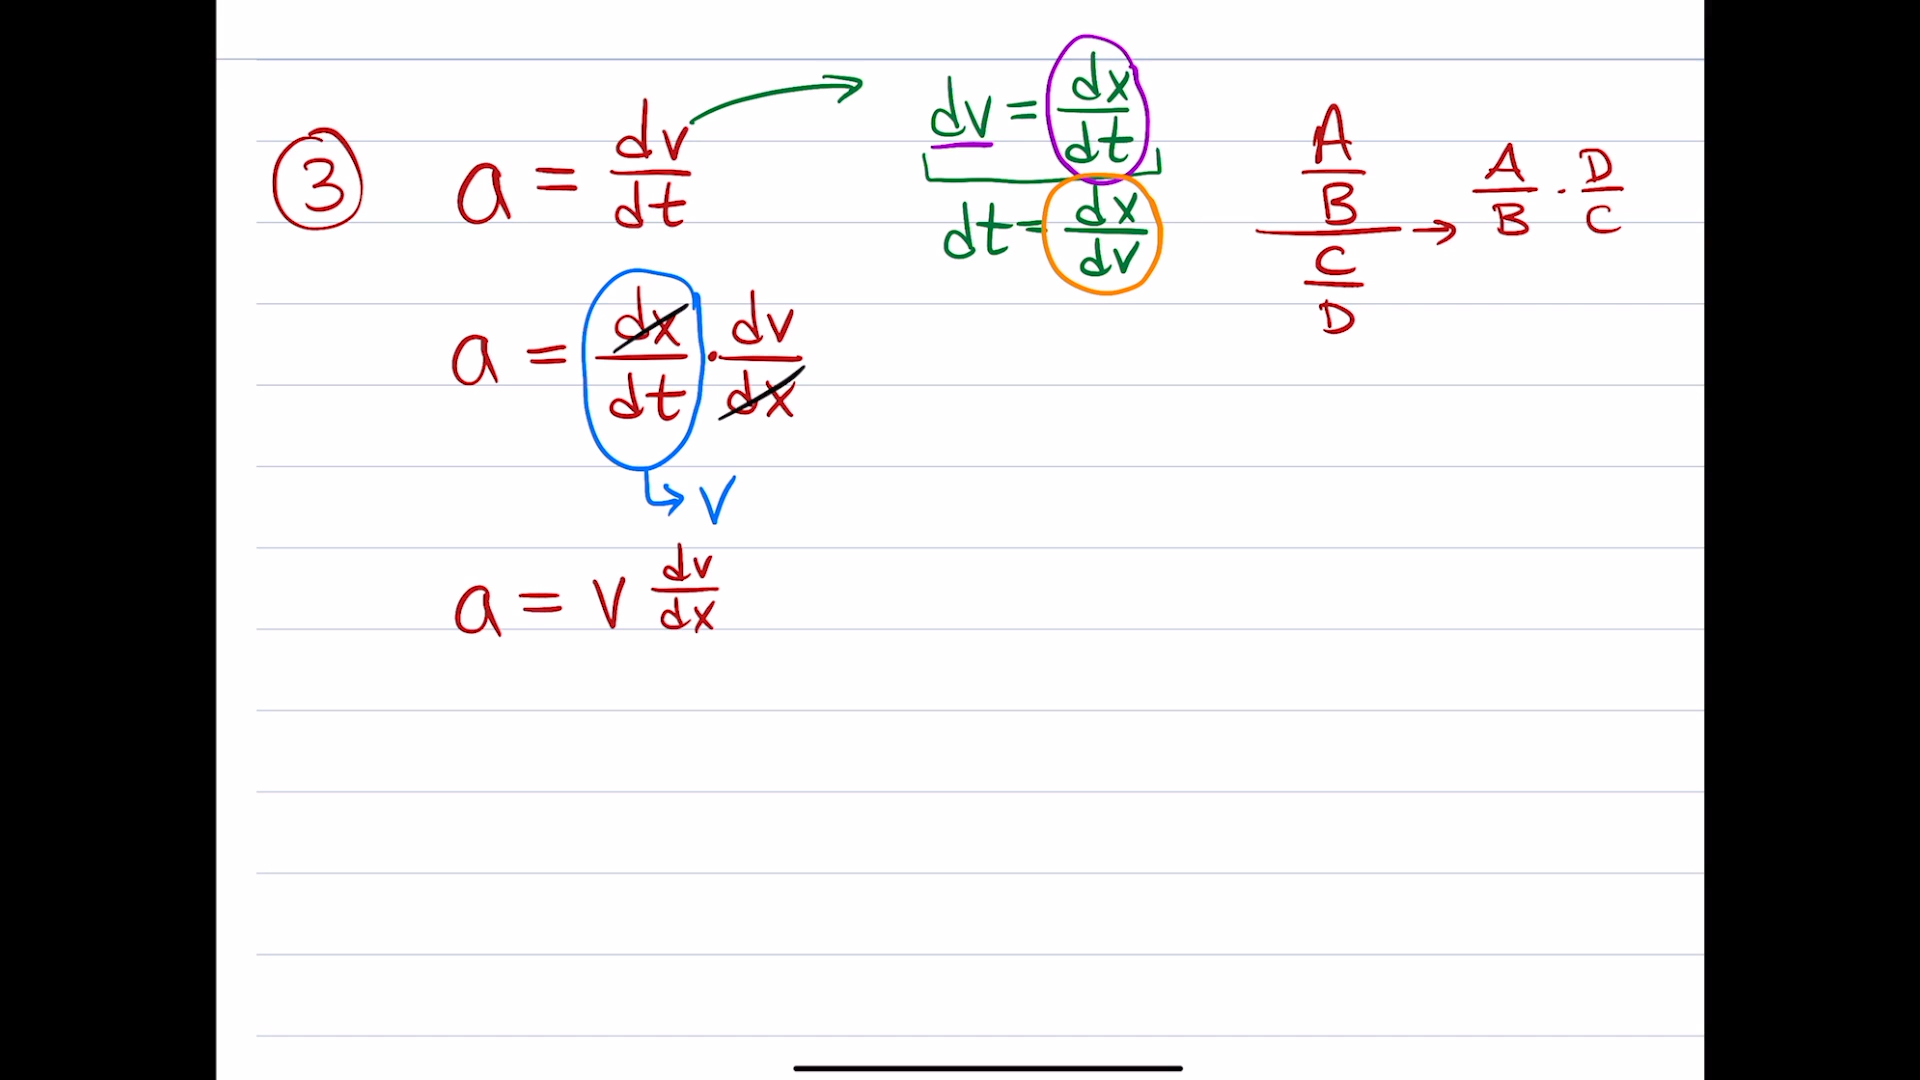 ③ a = dv/dt
dv = dx/dt
dt = dx/dv
A/B / C/D → A/B · D/C
a = dx/dt · dv/dx
v
a = v dv/dx